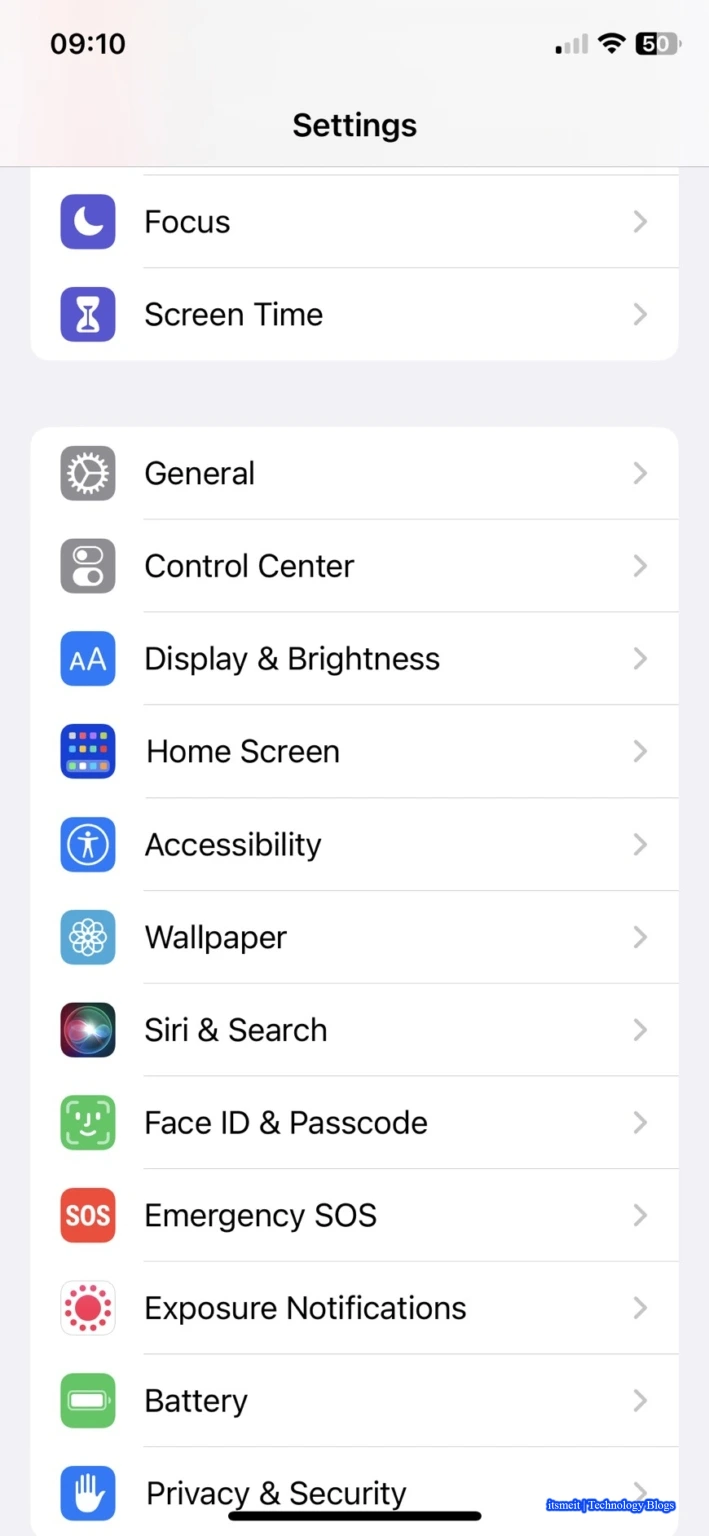 09:10
50
Settings
Focus
Screen Time
General
Control Center
AA Display & Brightness
Home Screen
Accessibility
Wallpaper
Siri & Search
Face ID & Passcode
SOS Emergency SOS
Exposure Notifications
Battery
Privacy & Security
itsmeit | Technology Blogs